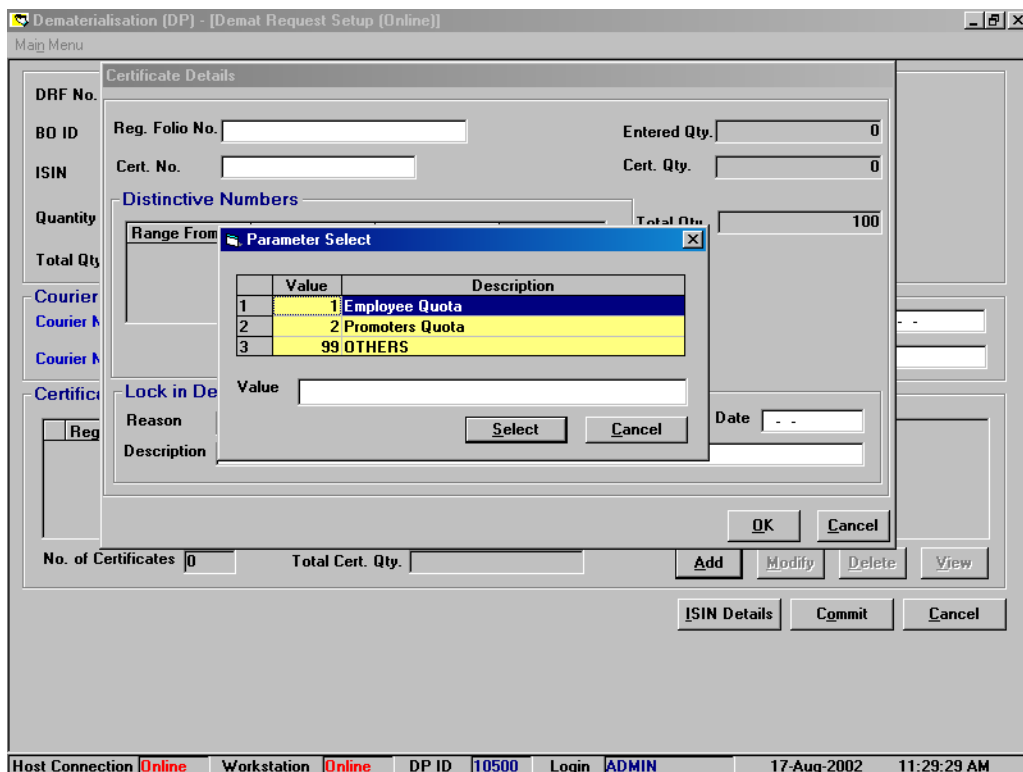 Dematerialisation (DP) - [Demat Request Setup (Online)]
Main Menu
Certificate Details
DRF No.
Reg. Folio No.
Entered Qty. 0
BO ID
Cert. No.
Cert. Qty. 0
ISIN
Distinctive Numbers
Quantity
Range From
Total Qty. 100
Parameter Select
Total Qty
Value Description
1 1 Employee Quota
2 2 Promoters Quota
3 99 OTHERS
Courier
Courier N
- -
Courier N
Value
Certifica
Lock in De
Reason
Date - -
Reg
Select Cancel
Description
OK Cancel
No. of Certificates 0 Total Cert. Qty. Add Modify Delete View
ISIN Details Commit Cancel
Host Connection Online Workstation Online DP ID 10500 Login ADMIN 17-Aug-2002 11:29:29 AM